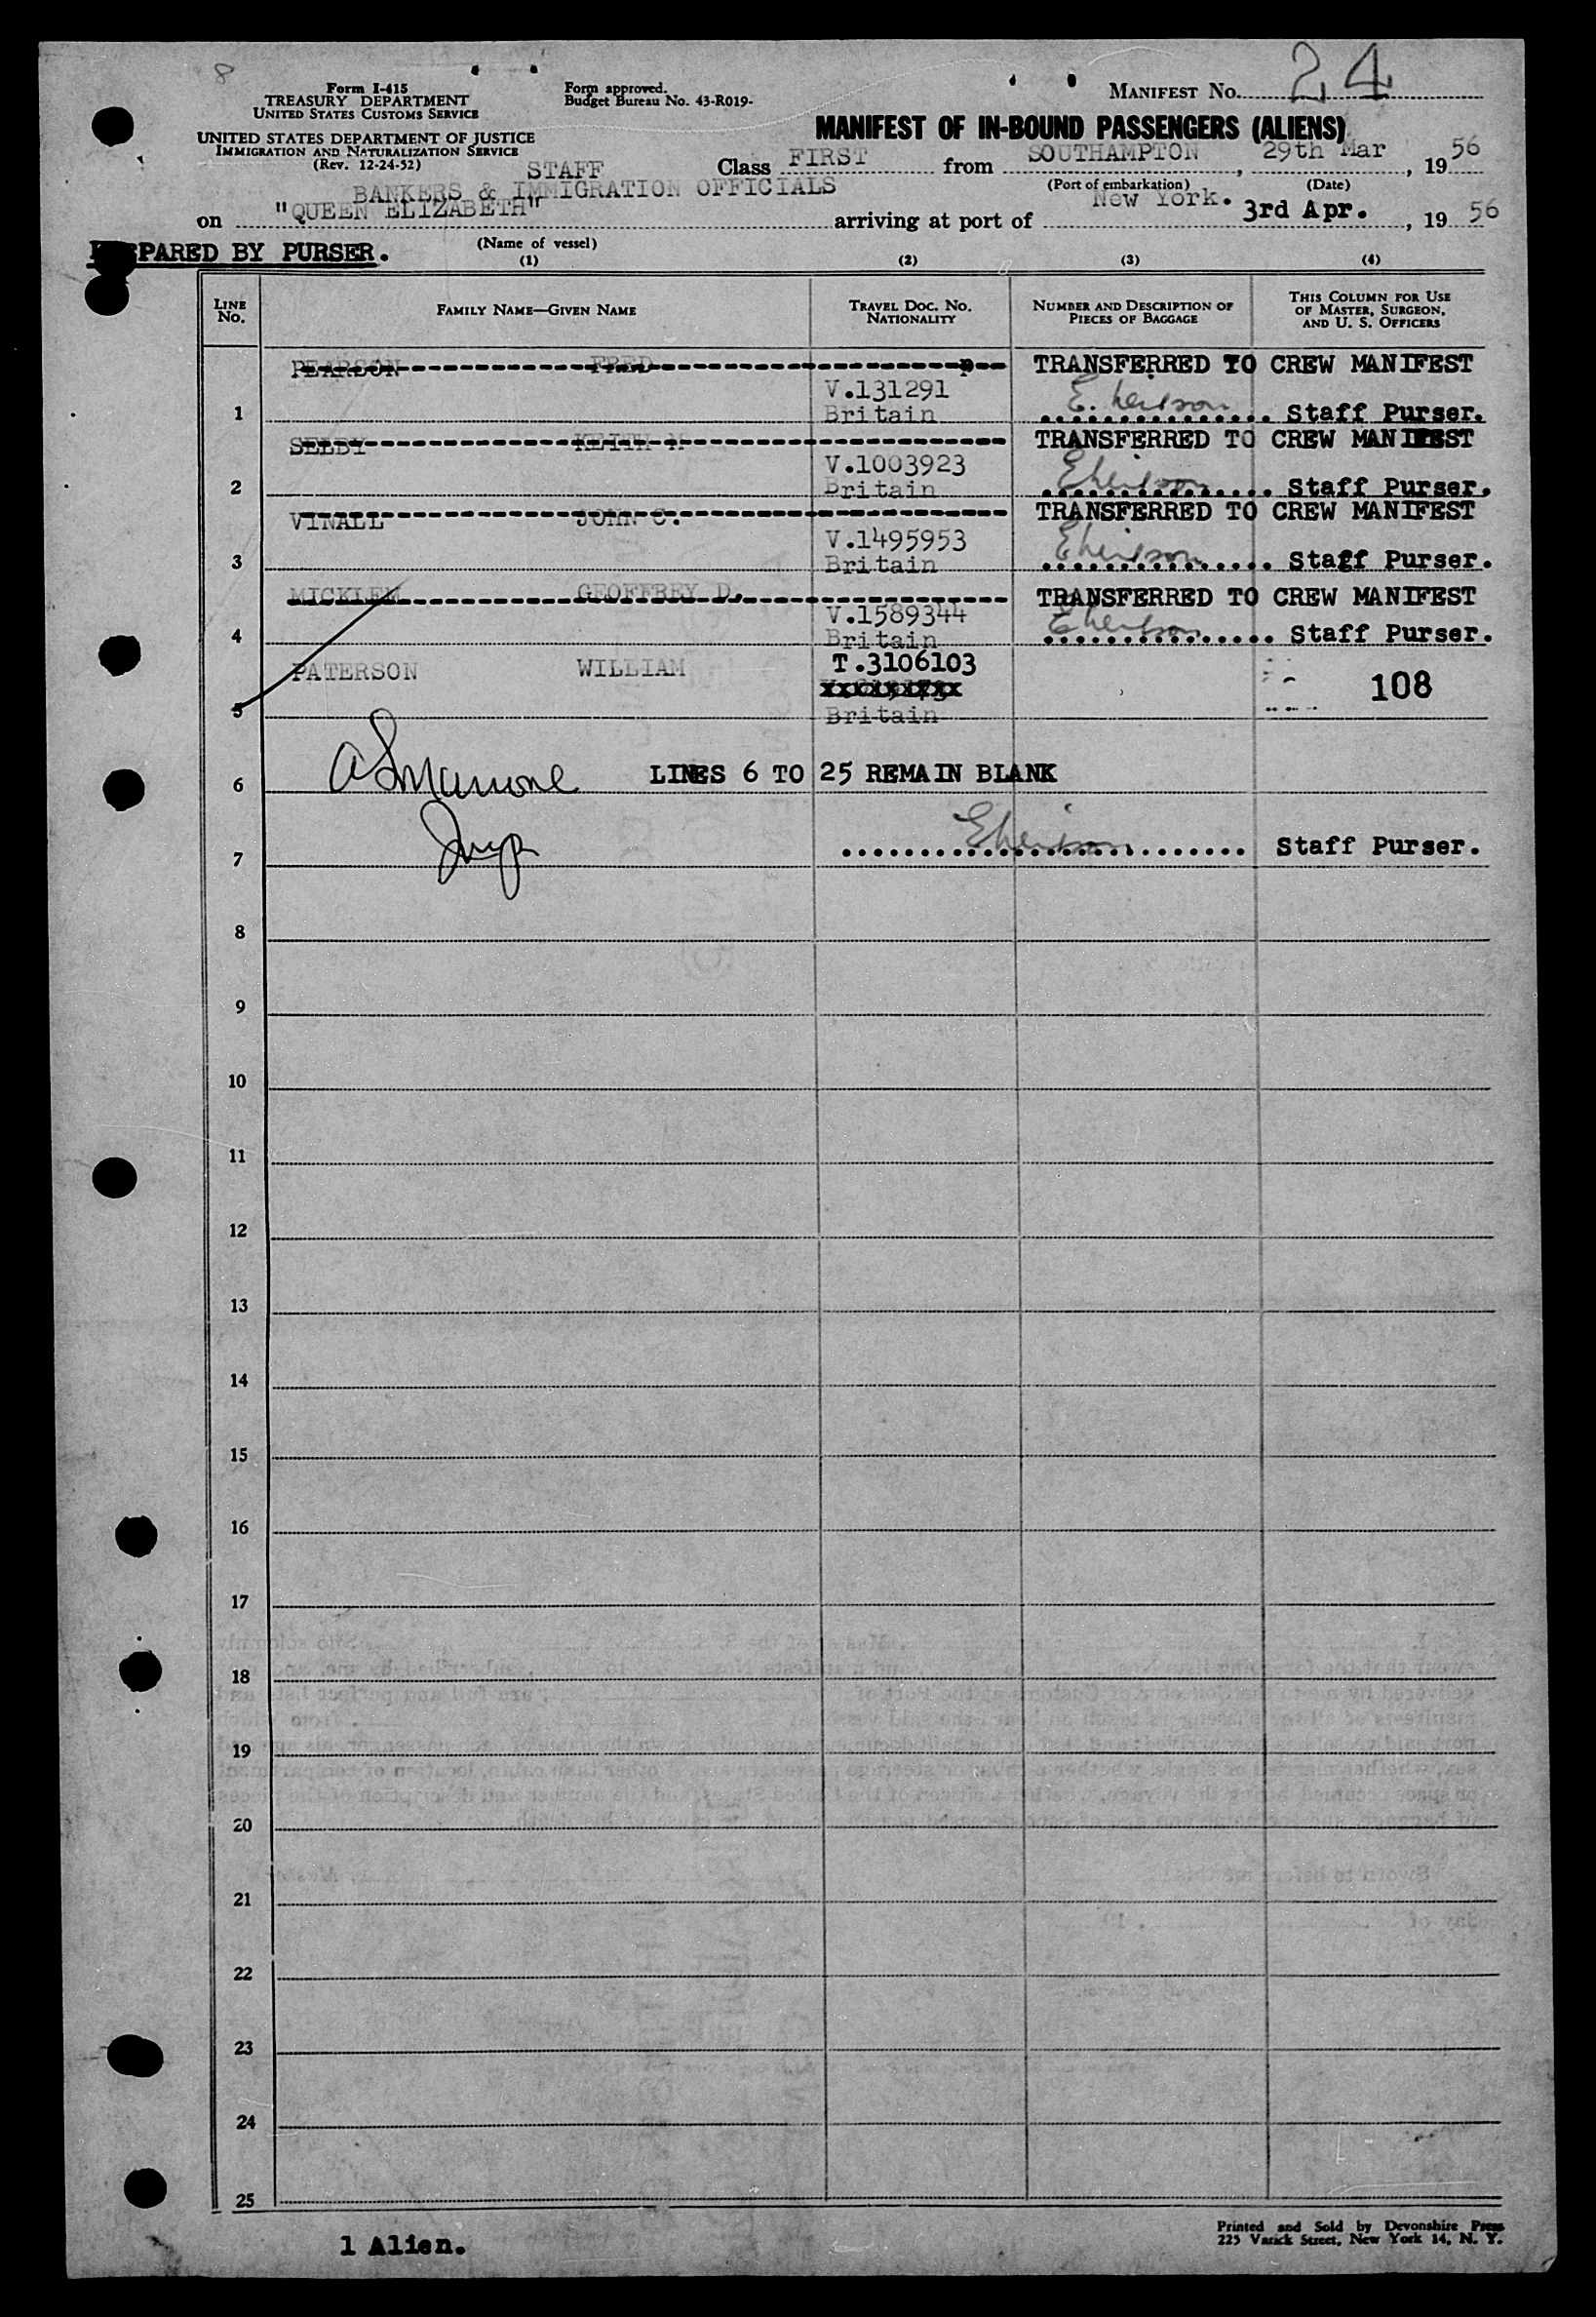 8
Form I-415
TREASURY DEPARTMENT
UNITED STATES CUSTOMS SERVICE
UNITED STATES DEPARTMENT OF JUSTICE
IMMIGRATION AND NATURALIZATION SERVICE
(Rev. 12-24-52)
Form approved.
Budget Bureau No. 43-R019-
MANIFEST No. 24
MANIFEST OF IN-BOUND PASSENGERS (ALIENS)
STAFF Class FIRST from SOUTHAMPTON, 29th Mar, 1956
(Port of embarkation) (Date)
BANKERS & IMMIGRATION OFFICIALS
on "QUEEN ELIZABETH" arriving at port of New York. 3rd Apr., 1956
(Name of vessel)
PARED BY PURSER.
(1) (2) (3) (4)
LINE No. FAMILY NAME—GIVEN NAME TRAVEL DOC. NO. NATIONALITY NUMBER AND DESCRIPTION OF PIECES OF BAGGAGE THIS COLUMN FOR USE OF MASTER, SURGEON, AND U. S. OFFICERS
PEARSON FRED TRANSFERRED TO CREW MANIFEST
V.131291
1 Britain Staff Purser.
SELBY KEITH TRANSFERRED TO CREW MANIFEST
V.1003923
2 Britain Staff Purser.
VINALL JOHN C. TRANSFERRED TO CREW MANIFEST
V.1495953
3 Britain Staff Purser.
MICKLEM GEOFFREY D. TRANSFERRED TO CREW MANIFEST
V.1589344
4 Britain Staff Purser.
PATERSON WILLIAM T.3106103
108
5 Britain
6 LINES 6 TO 25 REMAIN BLANK
7 Staff Purser.
8
9
10
11
12
13
14
15
16
17
18
19
20
21
22
23
24
25
1 Alien.
Printed and Sold by Devonshire Press
225 Varick Street, New York 14, N. Y.